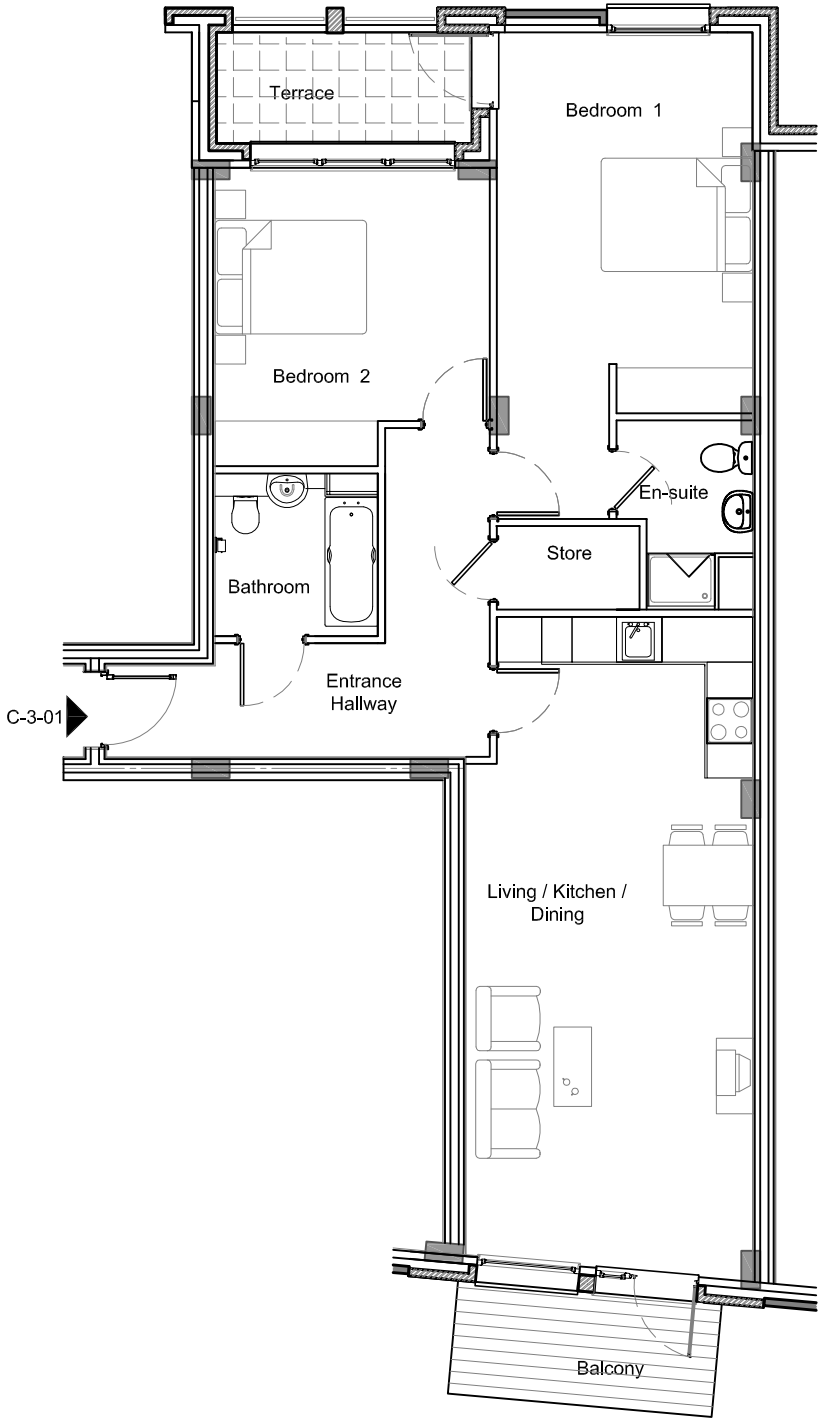 Terrace
Bedroom 1
Bedroom 2
En-suite
Store
Bathroom
Entrance
Hallway
C-3-01
Living / Kitchen /
Dining
Balcony